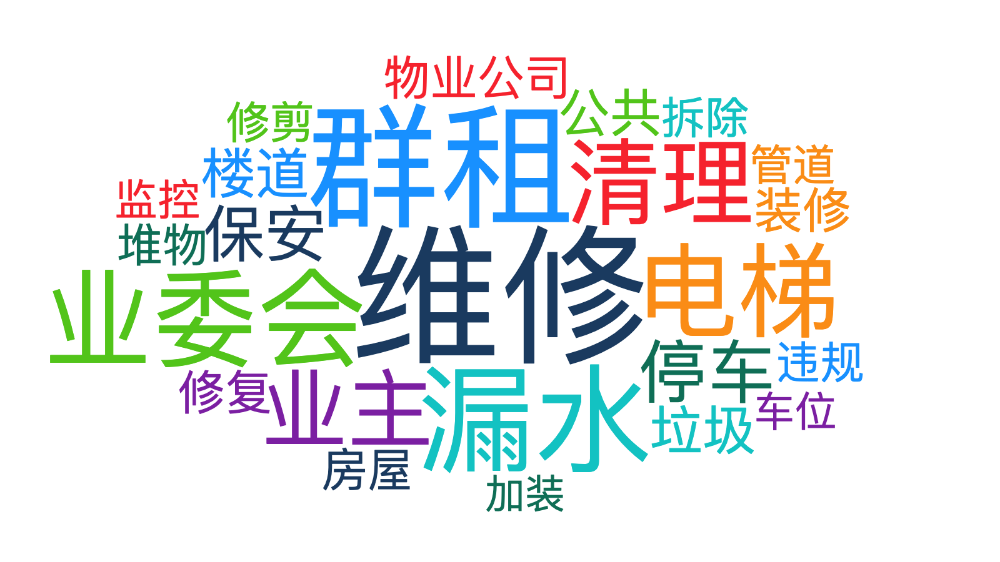 物业公司
修剪
群租
公共
拆除
楼道
清理
管道
监控
保安
装修
堆物
维修
电梯
业委会
停车
违规
修复
业主
漏水
垃圾
车位
房屋
加装